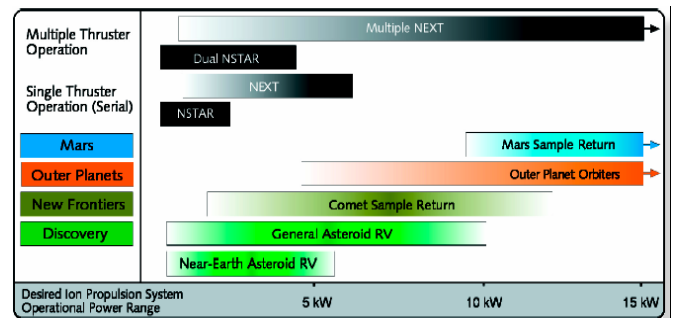 Multiple Thruster
Operation
Multiple NEXT
Dual NSTAR
Single Thruster
Operation (Serial)
NEXT
NSTAR
Mars
Mars Sample Return
Outer Planets
Outer Planet Orbiters
New Frontiers
Comet Sample Return
Discovery
General Asteroid RV
Near-Earth Asteroid RV
Desired Ion Propulsion System
Operational Power Range
5 kW
10 kW
15 kW